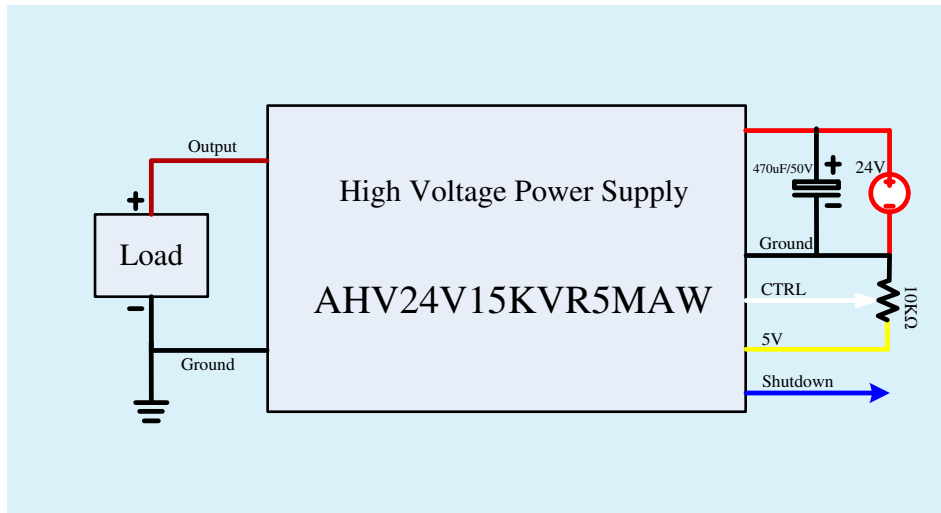 Output
+
Load
−
Ground
High Voltage Power Supply
AHV24V15KVR5MAW
470uF/50V
+
−
24V
+
−
Ground
CTRL
10KΩ
5V
Shutdown